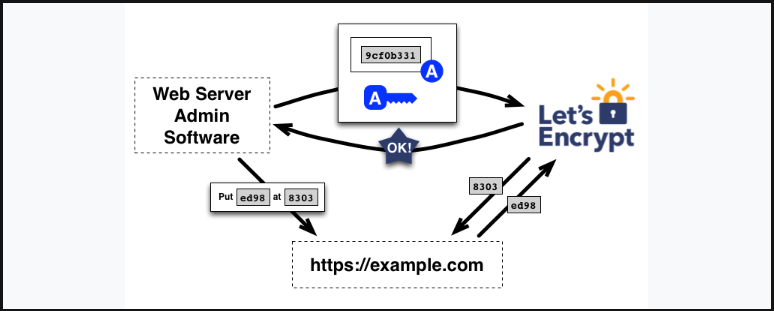 9cf0b331
A
A
Web Server
Admin
Software
Let's
Encrypt
OK!
Put ed98 at 8303
8303
ed98
https://example.com